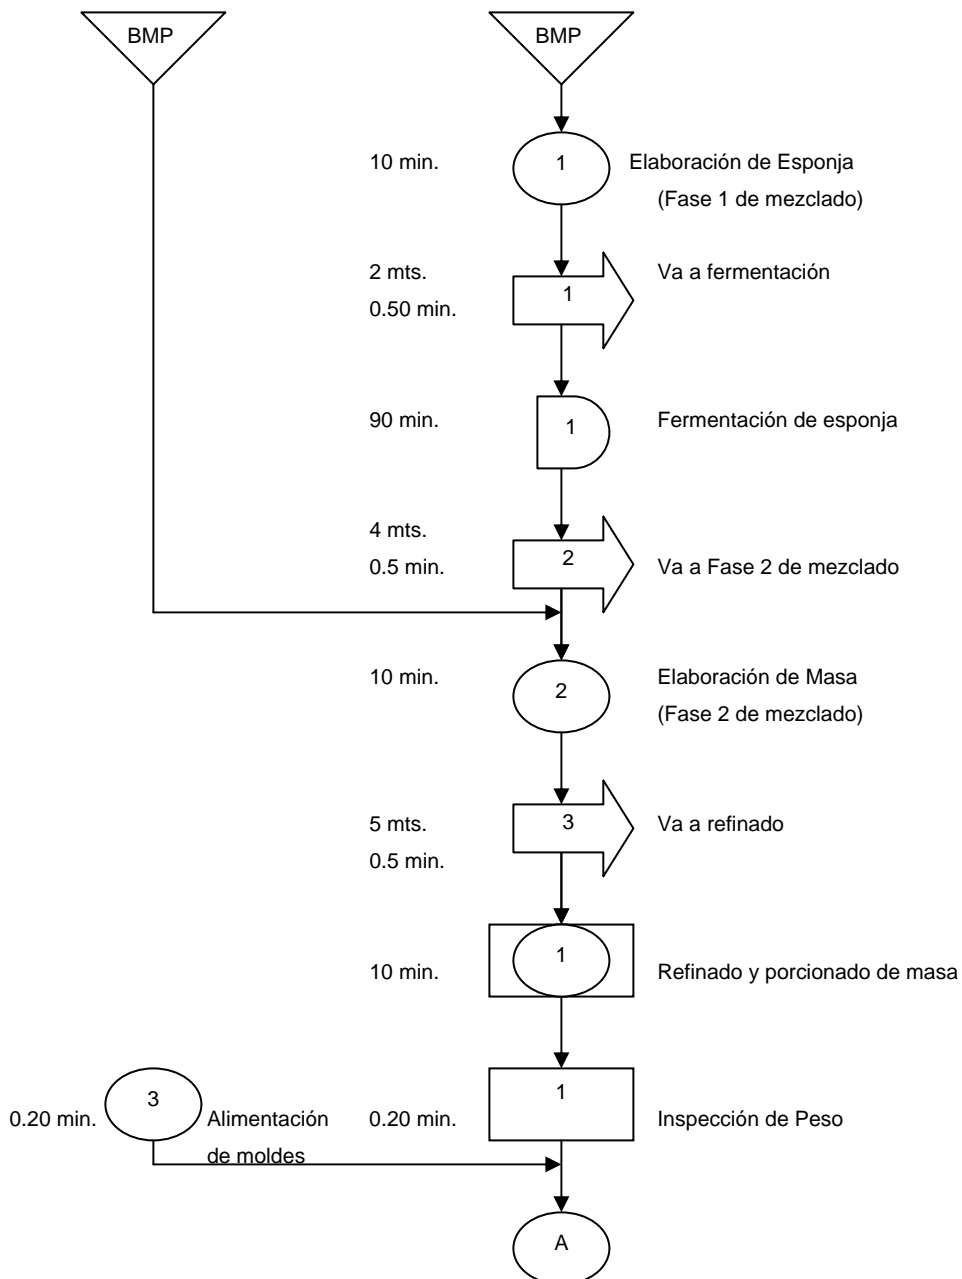 BMP
BMP
10 min.
1
Elaboración de Esponja
(Fase 1 de mezclado)
2 mts.
0.50 min.
1
Va a fermentación
90 min.
1
Fermentación de esponja
4 mts.
0.5 min.
2
Va a Fase 2 de mezclado
10 min.
2
Elaboración de Masa
(Fase 2 de mezclado)
5 mts.
0.5 min.
3
Va a refinado
10 min.
1
Refinado y porcionado de masa
0.20 min.
3
Alimentación
de moldes
0.20 min.
1
Inspección de Peso
A